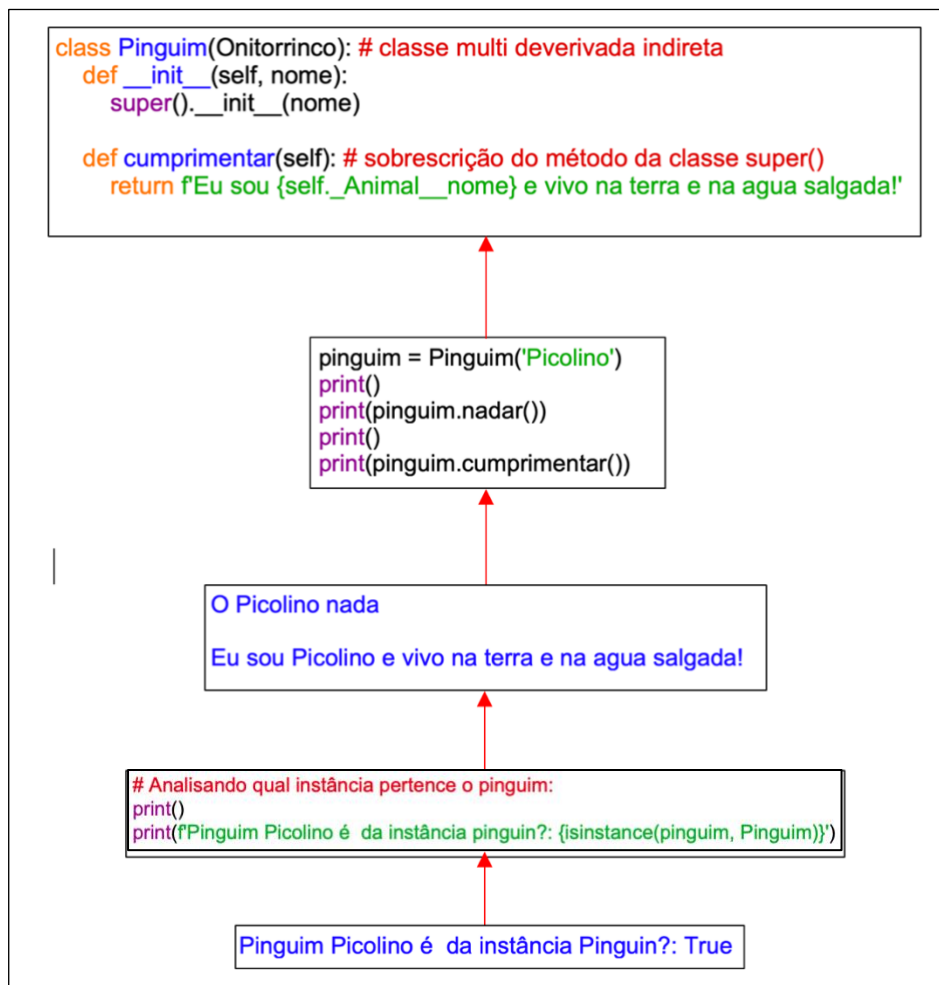 class Pinguim(Onitorrinco): # classe multi deverivada indireta
def __init__(self, nome):
super().__init__(nome)
def cumprimentar(self): # sobrescrição do método da classe super()
return f'Eu sou {self._Animal__nome} e vivo na terra e na agua salgada!'
pinguim = Pinguim('Picolino')
print()
print(pinguim.nadar())
print()
print(pinguim.cumprimentar())
O Picolino nada
Eu sou Picolino e vivo na terra e na agua salgada!
# Analisando qual instância pertence o pinguim:
print()
print(f'Pinguim Picolino é  da instância pinguin?: {isinstance(pinguim, Pinguim)}')
Pinguim Picolino é  da instância Pinguin?: True